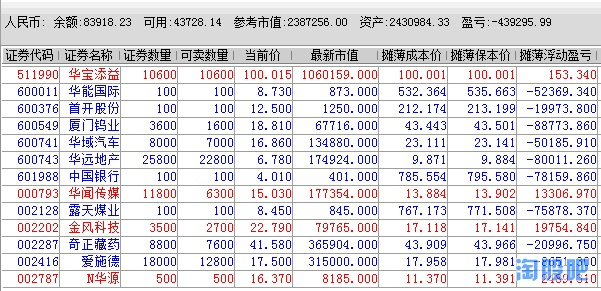 人民币: 余额:83918.23 可用:43728.14 参考市值:2387256.00 资产:2430984.33 盈亏:-439295.99
证券代码 证券名称 证券数量 可卖数量 当前价 最新市值 摊薄成本价 摊薄保本价 摊薄浮动盈亏
511990 华宝添益 10600 10600 100.015 1060159.000 100.001 100.001 153.340
600011 华能国际 100 100 8.730 873.000 532.364 535.663 -52369.340
600376 首开股份 100 100 12.500 1250.000 212.174 213.199 -19973.800
600549 厦门钨业 3600 1600 18.810 67716.000 43.443 43.501 -88773.860
600741 华域汽车 8000 7000 16.860 134880.000 23.111 23.141 -50185.910
600743 华远地产 25800 22800 6.780 174924.000 9.871 9.884 -80011.260
601988 中国银行 100 100 4.010 401.000 785.554 795.580 -78159.860
000793 华闻传媒 11800 6300 15.030 177354.000 13.884 13.902 13306.970
002128 露天煤业 100 100 8.450 845.000 767.173 771.508 -75878.370
002202 金风科技 3500 2700 22.790 79765.000 17.118 17.141 19754.840
002287 奇正藏药 8800 7600 41.580 365904.000 43.909 43.966 -20996.750
002416 爱施德 18000 12800 17.500 315000.000 17.958 17.981
002787 N华源 500 500 16.370 8185.000 11.370 11.391
淘股吧